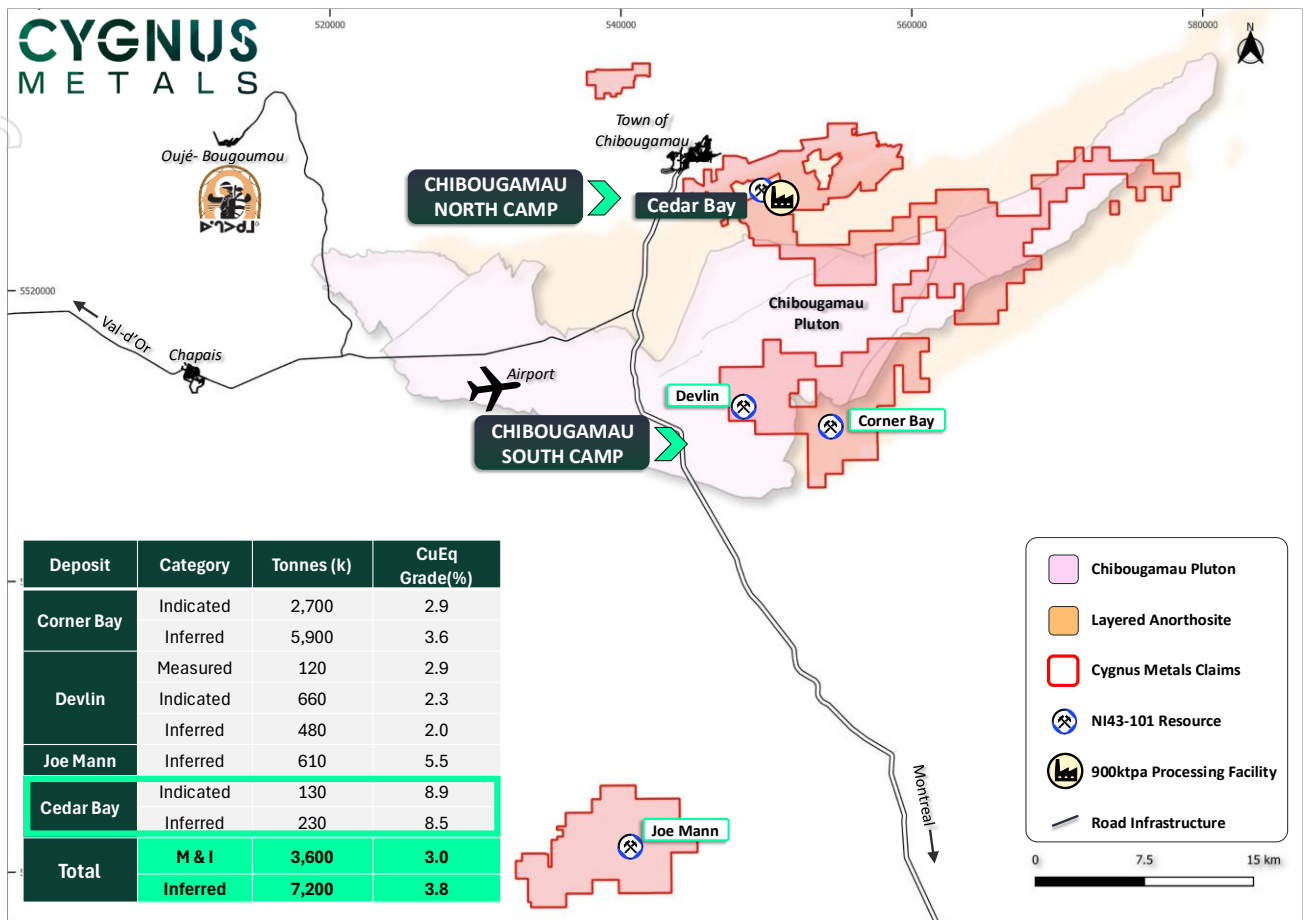 520000
540000
560000
580000
CYGNUS
METALS
N
Town of
Chibougamau
Oujé- Bougoumou
CHIBOUGAMAU
NORTH CAMP
Cedar Bay
5520000
Chibougamau
Pluton
Val-d'Or
Chapais
Airport
Devlin
Corner Bay
CHIBOUGAMAU
SOUTH CAMP
Deposit Category Tonnes (k) CuEq
Grade(%)
Corner Bay Indicated 2,700 2.9
Inferred 5,900 3.6
Devlin Measured 120 2.9
Indicated 660 2.3
Inferred 480 2.0
Joe Mann Inferred 610 5.5
Cedar Bay Indicated 130 8.9
Inferred 230 8.5
Total M & I 3,600 3.0
Inferred 7,200 3.8
Joe Mann
Montreal
Chibougamau Pluton
Layered Anorthosite
Cygnus Metals Claims
NI43-101 Resource
900ktpa Processing Facility
Road Infrastructure
0 7.5 15 km